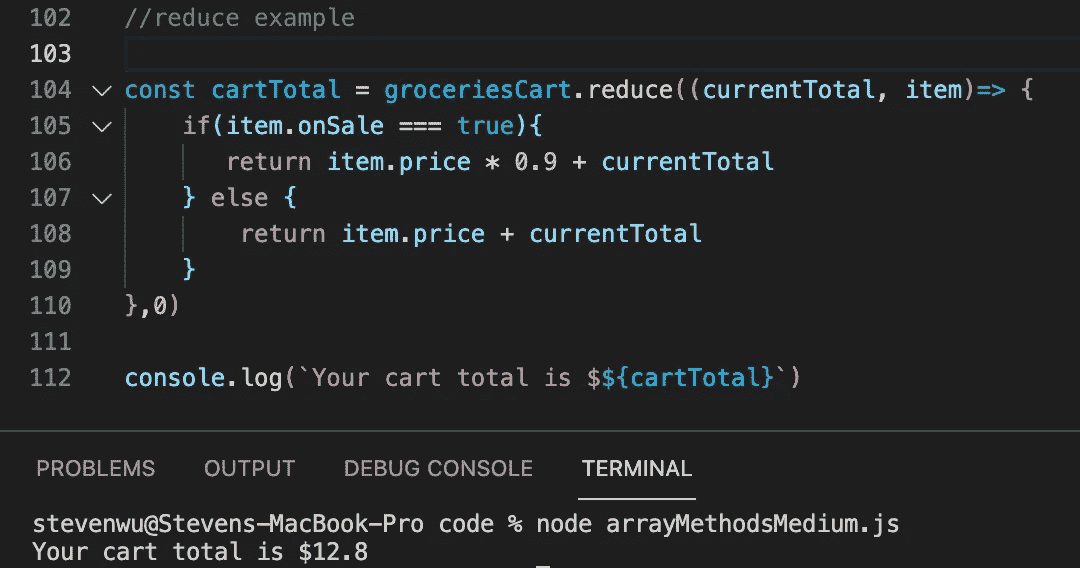 102 //reduce example
103
104 const cartTotal = groceriesCart.reduce((currentTotal, item)=> {
105 if(item.onSale === true){
106 return item.price * 0.9 + currentTotal
107 } else {
108 return item.price + currentTotal
109 }
110 },0)
111
112 console.log(`Your cart total is $${cartTotal}`)
PROBLEMS OUTPUT DEBUG CONSOLE TERMINAL
stevenwu@Stevens-MacBook-Pro code % node arrayMethodsMedium.js
Your cart total is $12.8